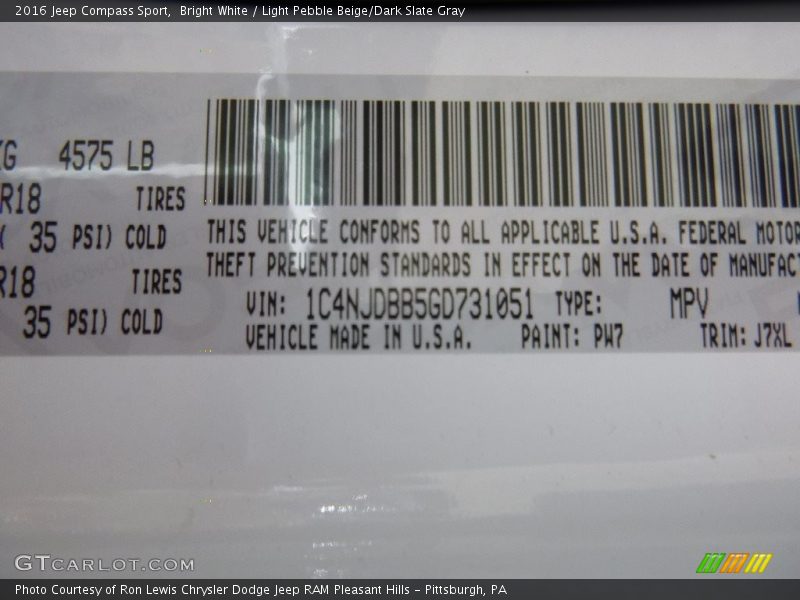 2016 Jeep Compass Sport,  Bright White / Light Pebble Beige/Dark Slate Gray
KG 4575 LB
R18 TIRES
( 35 PSI) COLD
R18 TIRES
35 PSI) COLD
THIS VEHICLE CONFORMS TO ALL APPLICABLE U.S.A. FEDERAL MOTOR
THEFT PREVENTION STANDARDS IN EFFECT ON THE DATE OF MANUFACT
VIN: 1C4NJDBB5GD731051 TYPE: MPV
VEHICLE MADE IN U.S.A. PAINT: PW7 TRIM: J7XL
GTCARLOT.COM
Photo Courtesy of Ron Lewis Chrysler Dodge Jeep RAM Pleasant Hills – Pittsburgh, PA